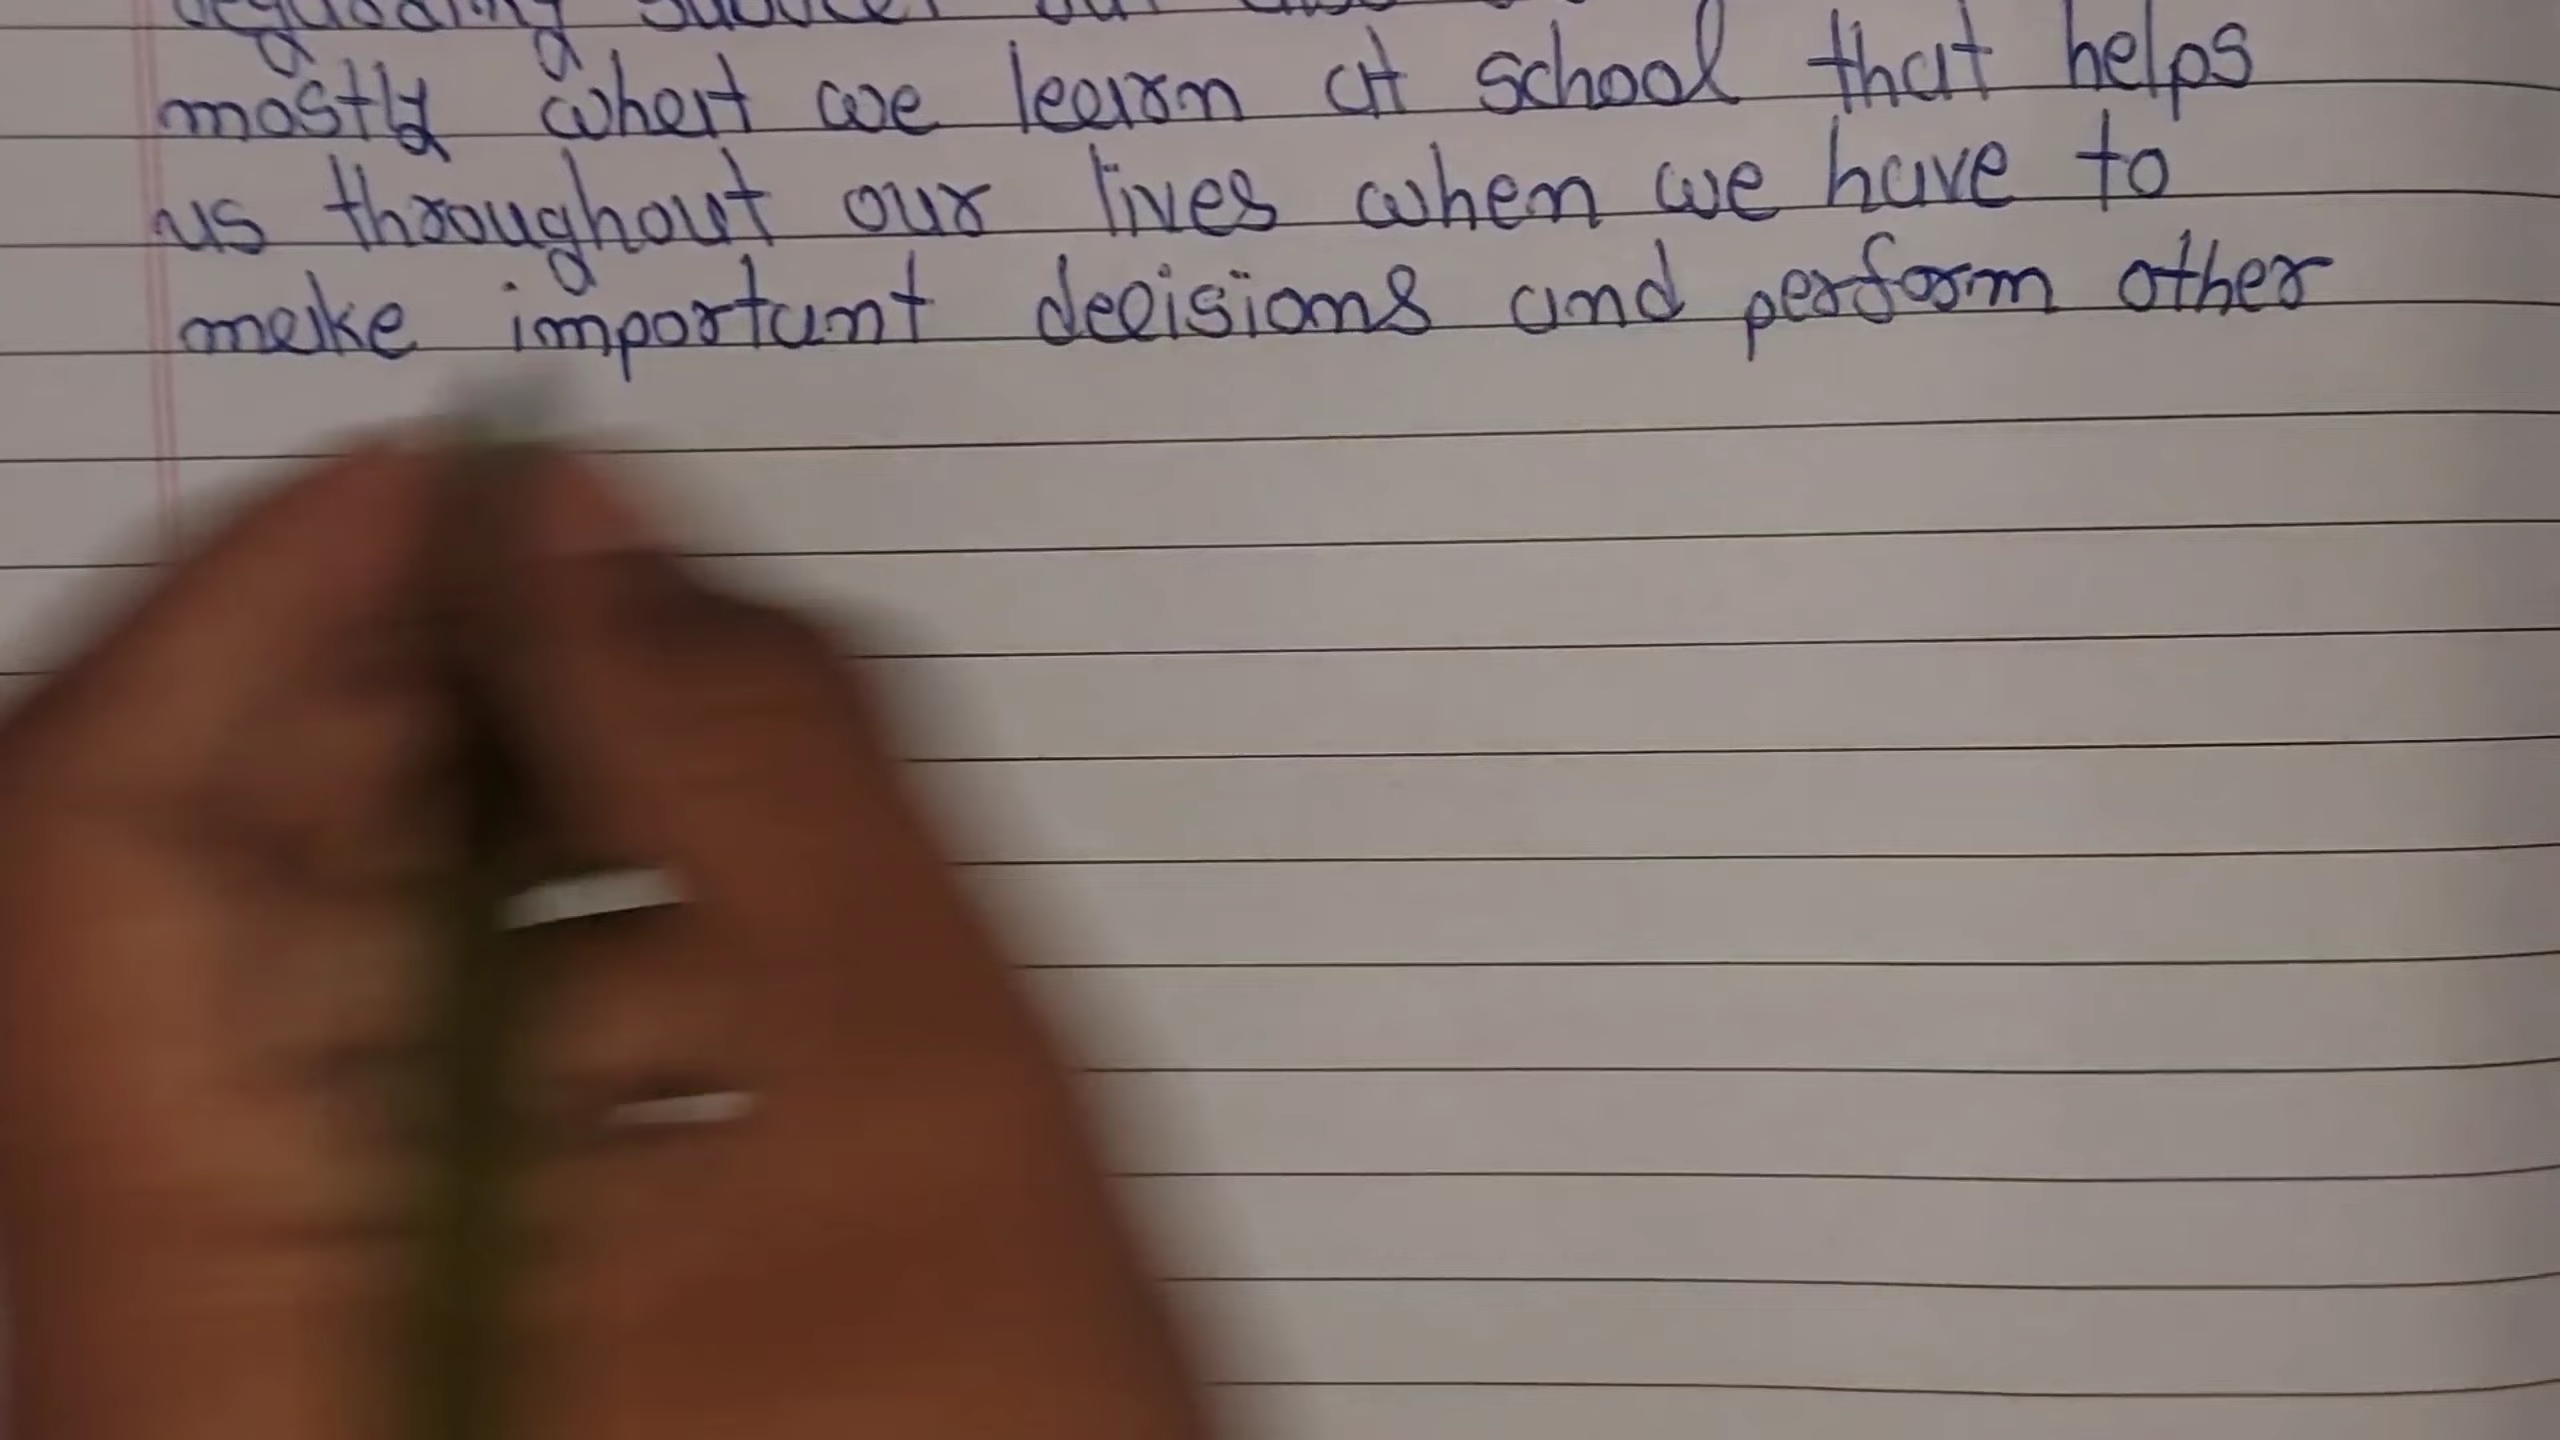 mostly what we learn at school that helps
us throughout our lives when we have to
make important decisions and perform other